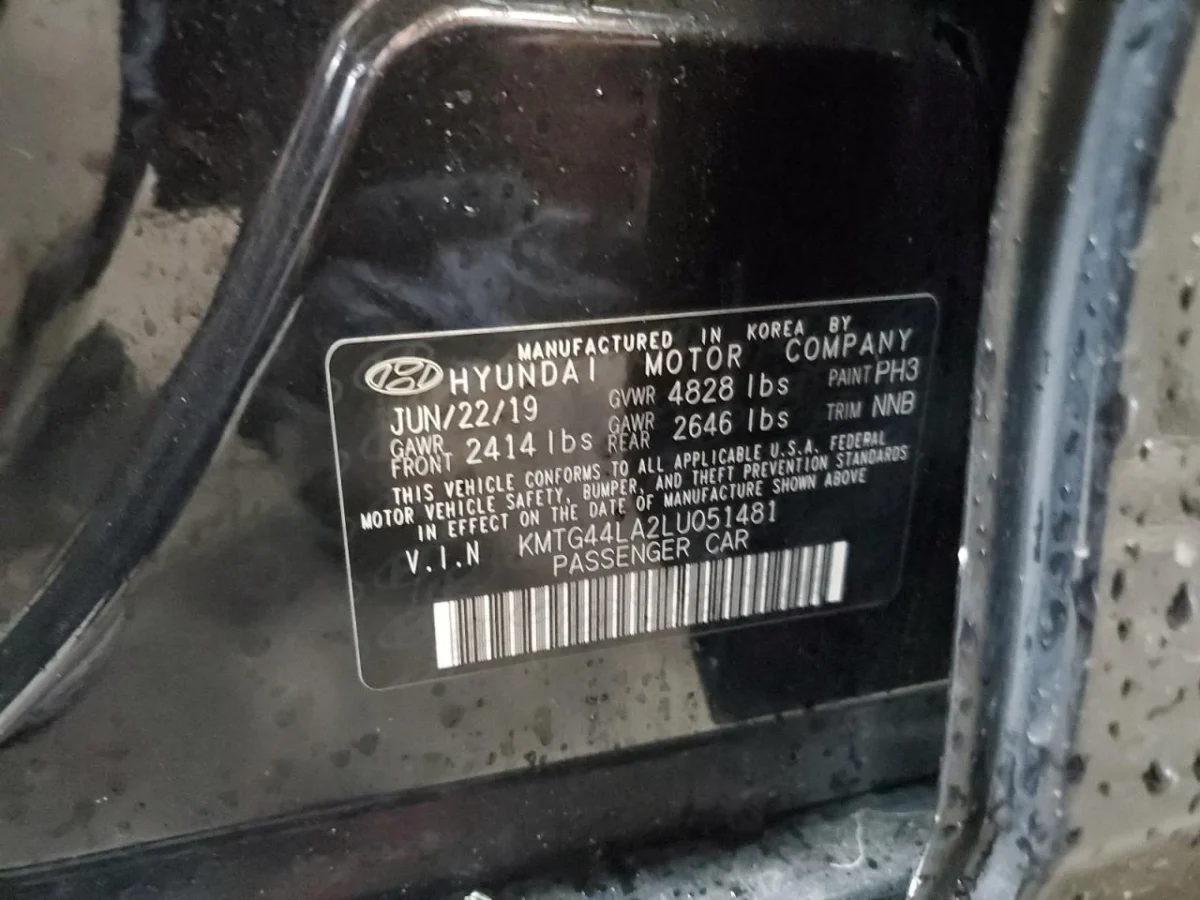 MANUFACTURED IN KOREA BY
HYUNDAI MOTOR COMPANY
JUN/22/19 GVWR 4828 lbs PAINT PH3
GAWR FRONT 2414 lbs GAWR REAR 2646 lbs TRIM NNB
THIS VEHICLE CONFORMS TO ALL APPLICABLE U.S.A. FEDERAL
MOTOR VEHICLE SAFETY, BUMPER, AND THEFT PREVENTION STANDARDS
IN EFFECT ON THE DATE OF MANUFACTURE SHOWN ABOVE
V.I.N KMTG44LA2LU051481
PASSENGER CAR